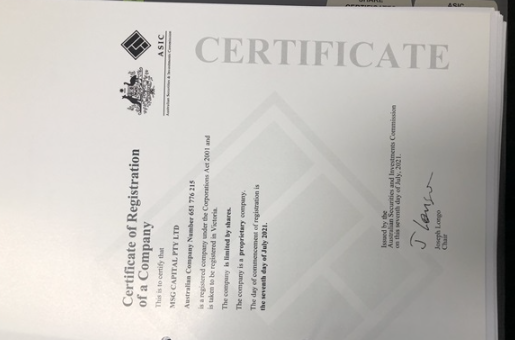 SHARE
ASIC
CERTIFICATE
ASIC
Australian Securities & Investments Commission
Certificate of Registration
of a Company
This is to certify that
MSG CAPITAL PTY LTD
Australian Company Number 651 776 215
is a registered company under the Corporations Act 2001 and
is taken to be registered in Victoria.
The company is limited by shares.
The company is a proprietary company.
The day of commencement of registration is
the seventh day of July 2021.
Issued by the
Australian Securities and Investments Commission
on this seventh day of July, 2021.
J Longo
Joseph Longo
Chair